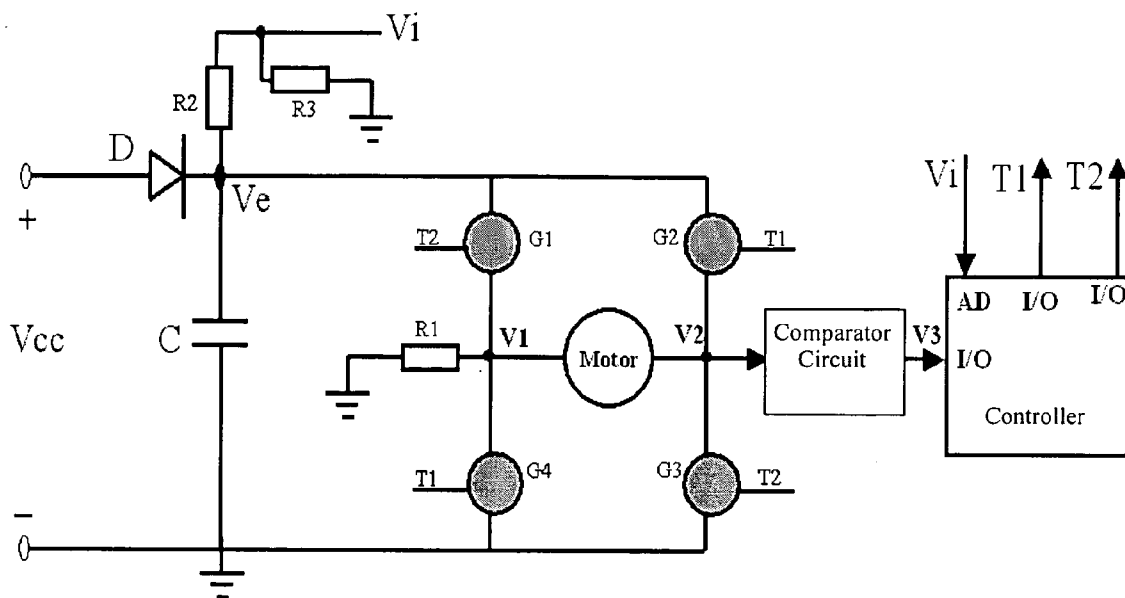 Vi
R2
R3
D
+
Ve
Vi
T1
T2
T2
G1
G2
T1
AD
I/O
I/O
Vcc
C
R1
V1
Motor
V2
Comparator
Circuit
V3
I/O
Controller
T1
G4
G3
T2
−